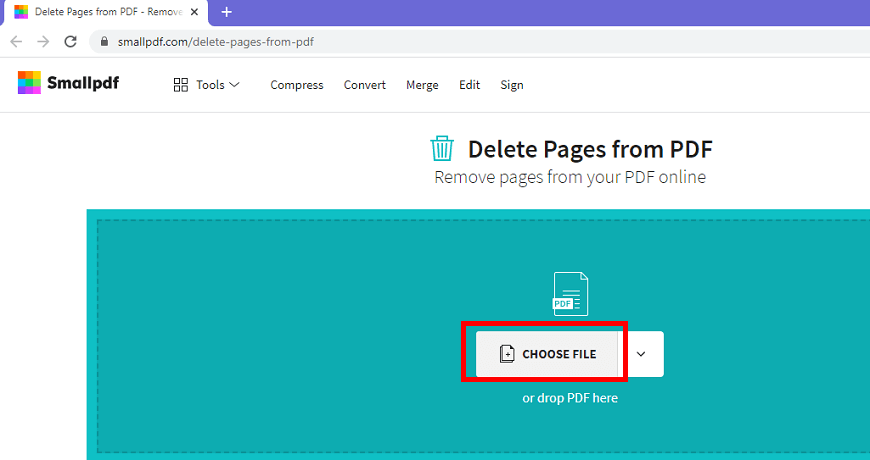 Delete Pages from PDF - Remove
smallpdf.com/delete-pages-from-pdf
Smallpdf Tools Compress Convert Merge Edit Sign
Delete Pages from PDF
Remove pages from your PDF online
PDF
CHOOSE FILE
or drop PDF here